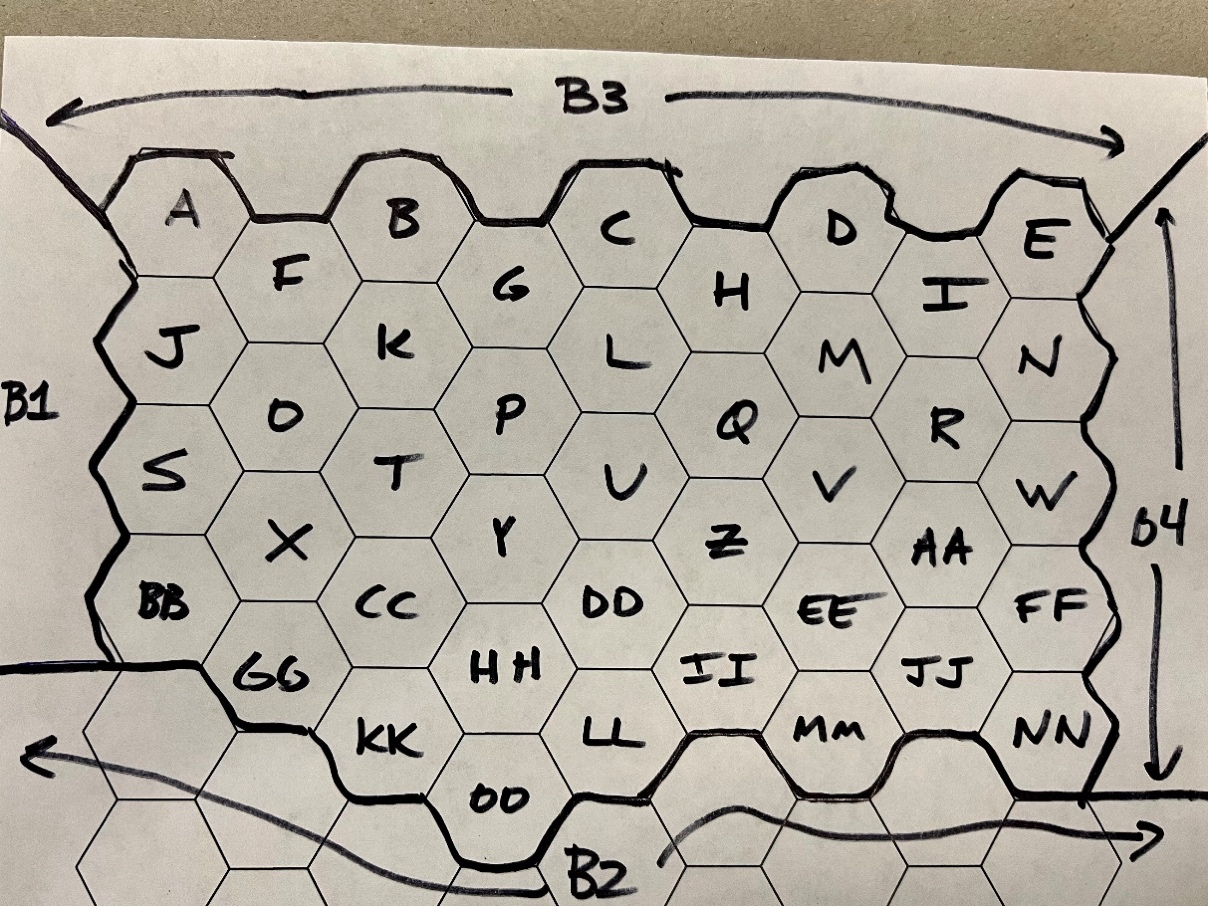 B3
A B C D E
F G H I
J K L M N
B1
O P Q R
S T U V W
X Y Z AA
B4
BB CC DD EE FF
GG HH II JJ
KK LL MM NN
OO
B2